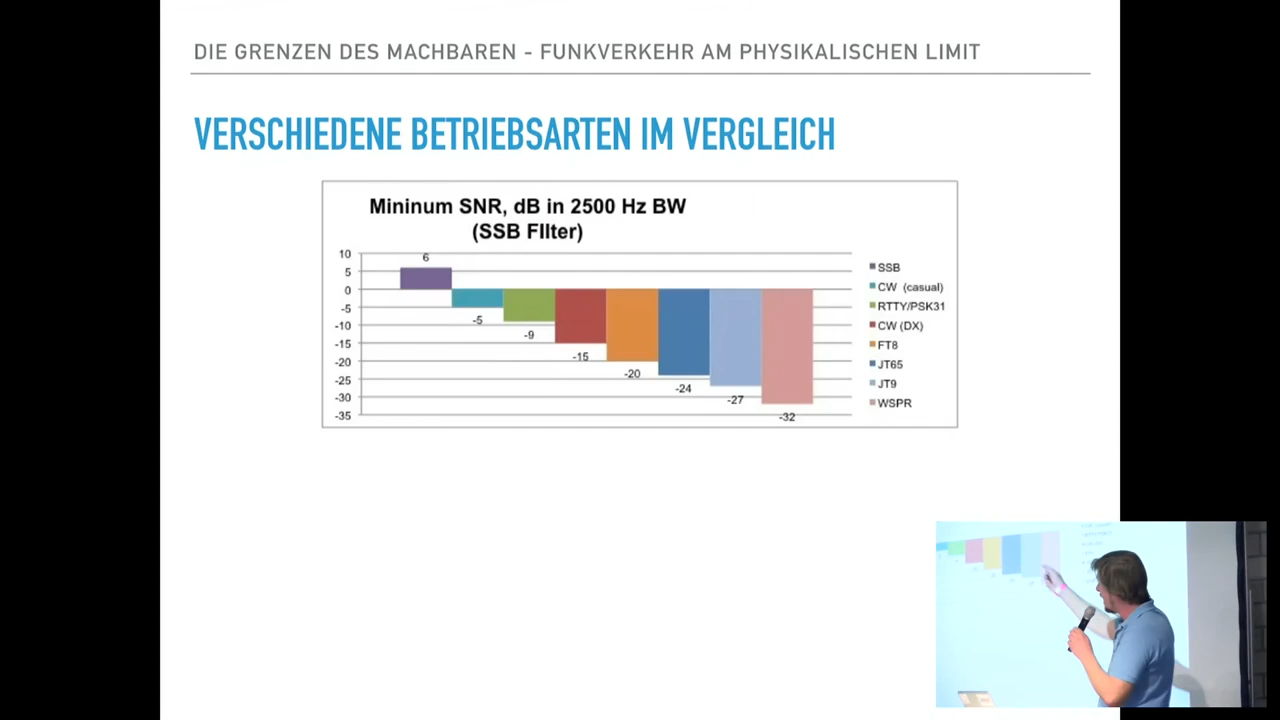 DIE GRENZEN DES MACHBAREN - FUNKVERKEHR AM PHYSIKALISCHEN LIMIT
VERSCHIEDENE BETRIEBSARTEN IM VERGLEICH
Mininum SNR, dB in 2500 Hz BW
(SSB FIlter)
10
5
0
-5
-10
-15
-20
-25
-30
-35
6
-5
-9
-15
-20
-24
-27
-32
SSB
CW (casual)
RTTY/PSK31
CW (DX)
FT8
JT65
JT9
WSPR